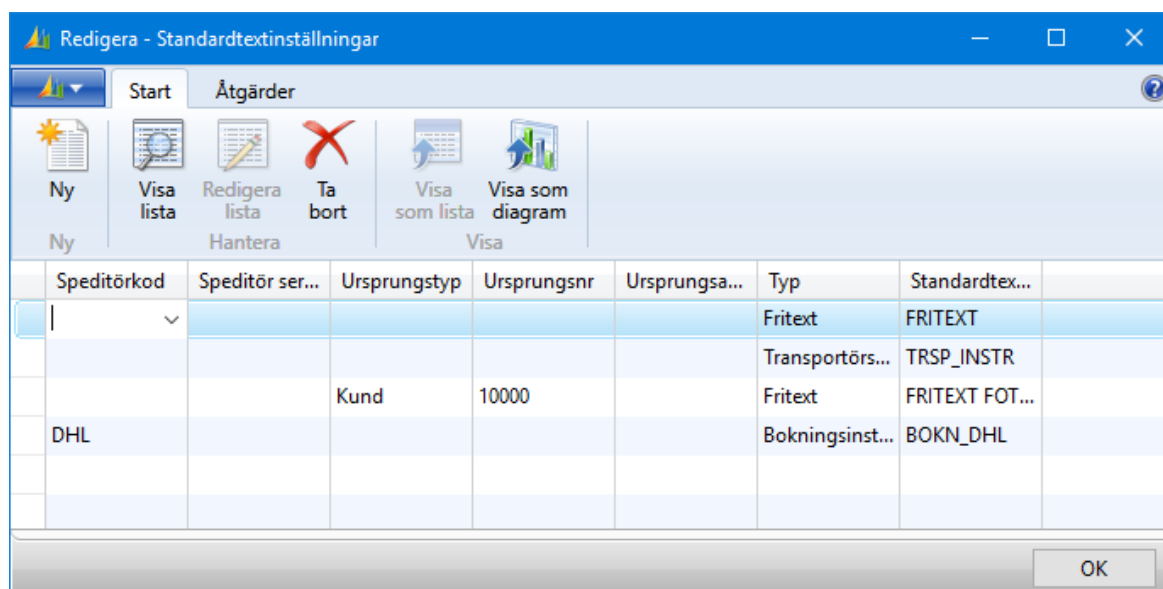 Redigera - Standardtextinställningar
Start Åtgärder
Ny Visa lista Redigera lista Ta bort Visa som lista Visa som diagram
Ny Hantera Visa
Speditörkod Speditör ser... Ursprungstyp Ursprungsnr Ursprungsa... Typ Standardtex...
Fritext FRITEXT
Transportörs... TRSP_INSTR
Kund 10000 Fritext FRITEXT FOT...
DHL Bokningsinst... BOKN_DHL
OK